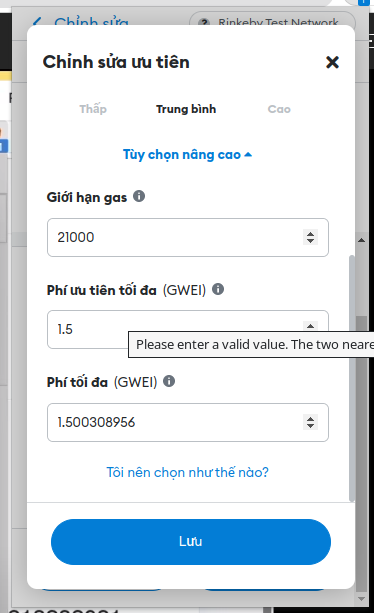 Chỉnh sửa
Rinkeby Test Network
Chỉnh sửa ưu tiên
Thấp
Trung bình
Cao
Tùy chọn nâng cao
Giới hạn gas
21000
Phí ưu tiên tối đa (GWEI)
1.5
Please enter a valid value. The two neare
Phí tối đa (GWEI)
1.500308956
Tôi nên chọn như thế nào?
Lưu